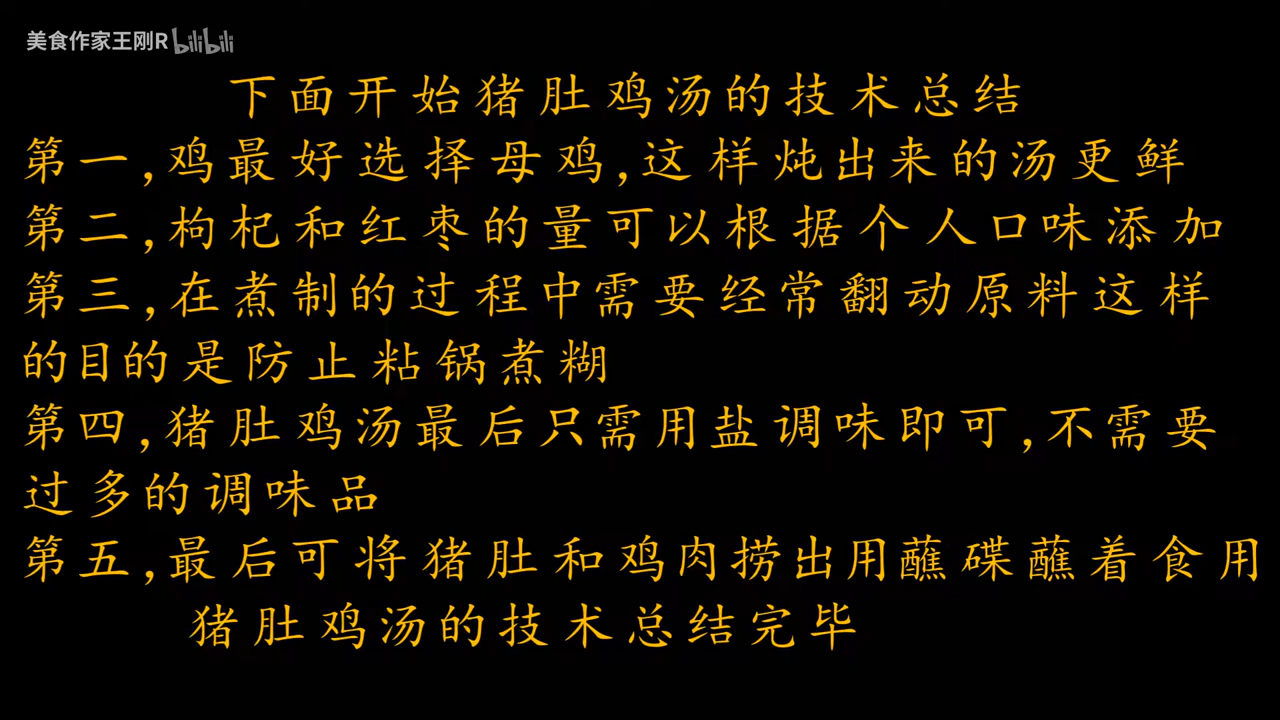 美食作家王刚R bilibili
下面开始猪肚鸡汤的技术总结
第一,鸡最好选择母鸡,这样炖出来的汤更鲜
第二,枸杞和红枣的量可以根据个人口味添加
第三,在煮制的过程中需要经常翻动原料这样
的目的是防止粘锅煮糊
第四,猪肚鸡汤最后只需用盐调味即可,不需要
过多的调味品
第五,最后可将猪肚和鸡肉捞出用蘸碟蘸着食用
猪肚鸡汤的技术总结完毕